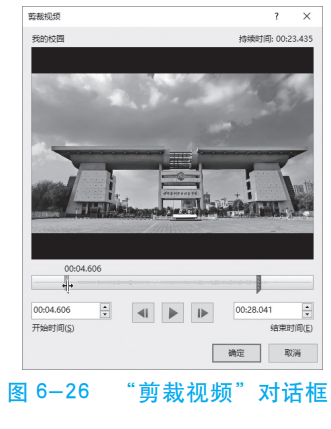 剪裁视频 ? ×
我的校园 持续时间: 00:23.435
00:04.606
00:04.606 00:28.041
开始时间(S) 结束时间(E)
确定 取消
图 6-26 “剪裁视频”对话框